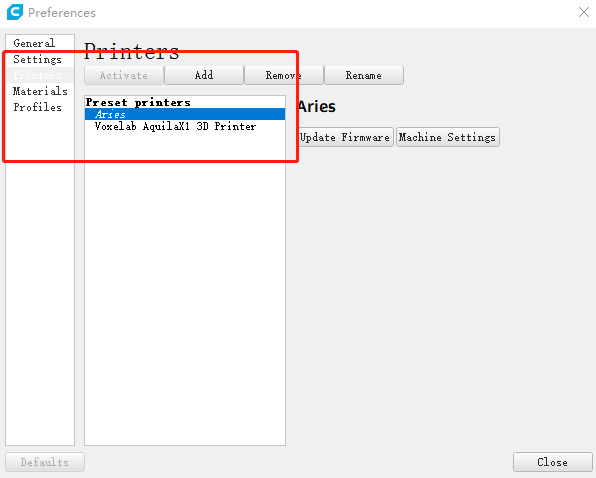 Preferences
General
Settings
Printers
Materials
Profiles
Printers
Activate Add Remove Rename
Preset printers
Aries
Voxelab AquilaX1 3D Printer
Aries
Update Firmware Machine Settings
Defaults Close